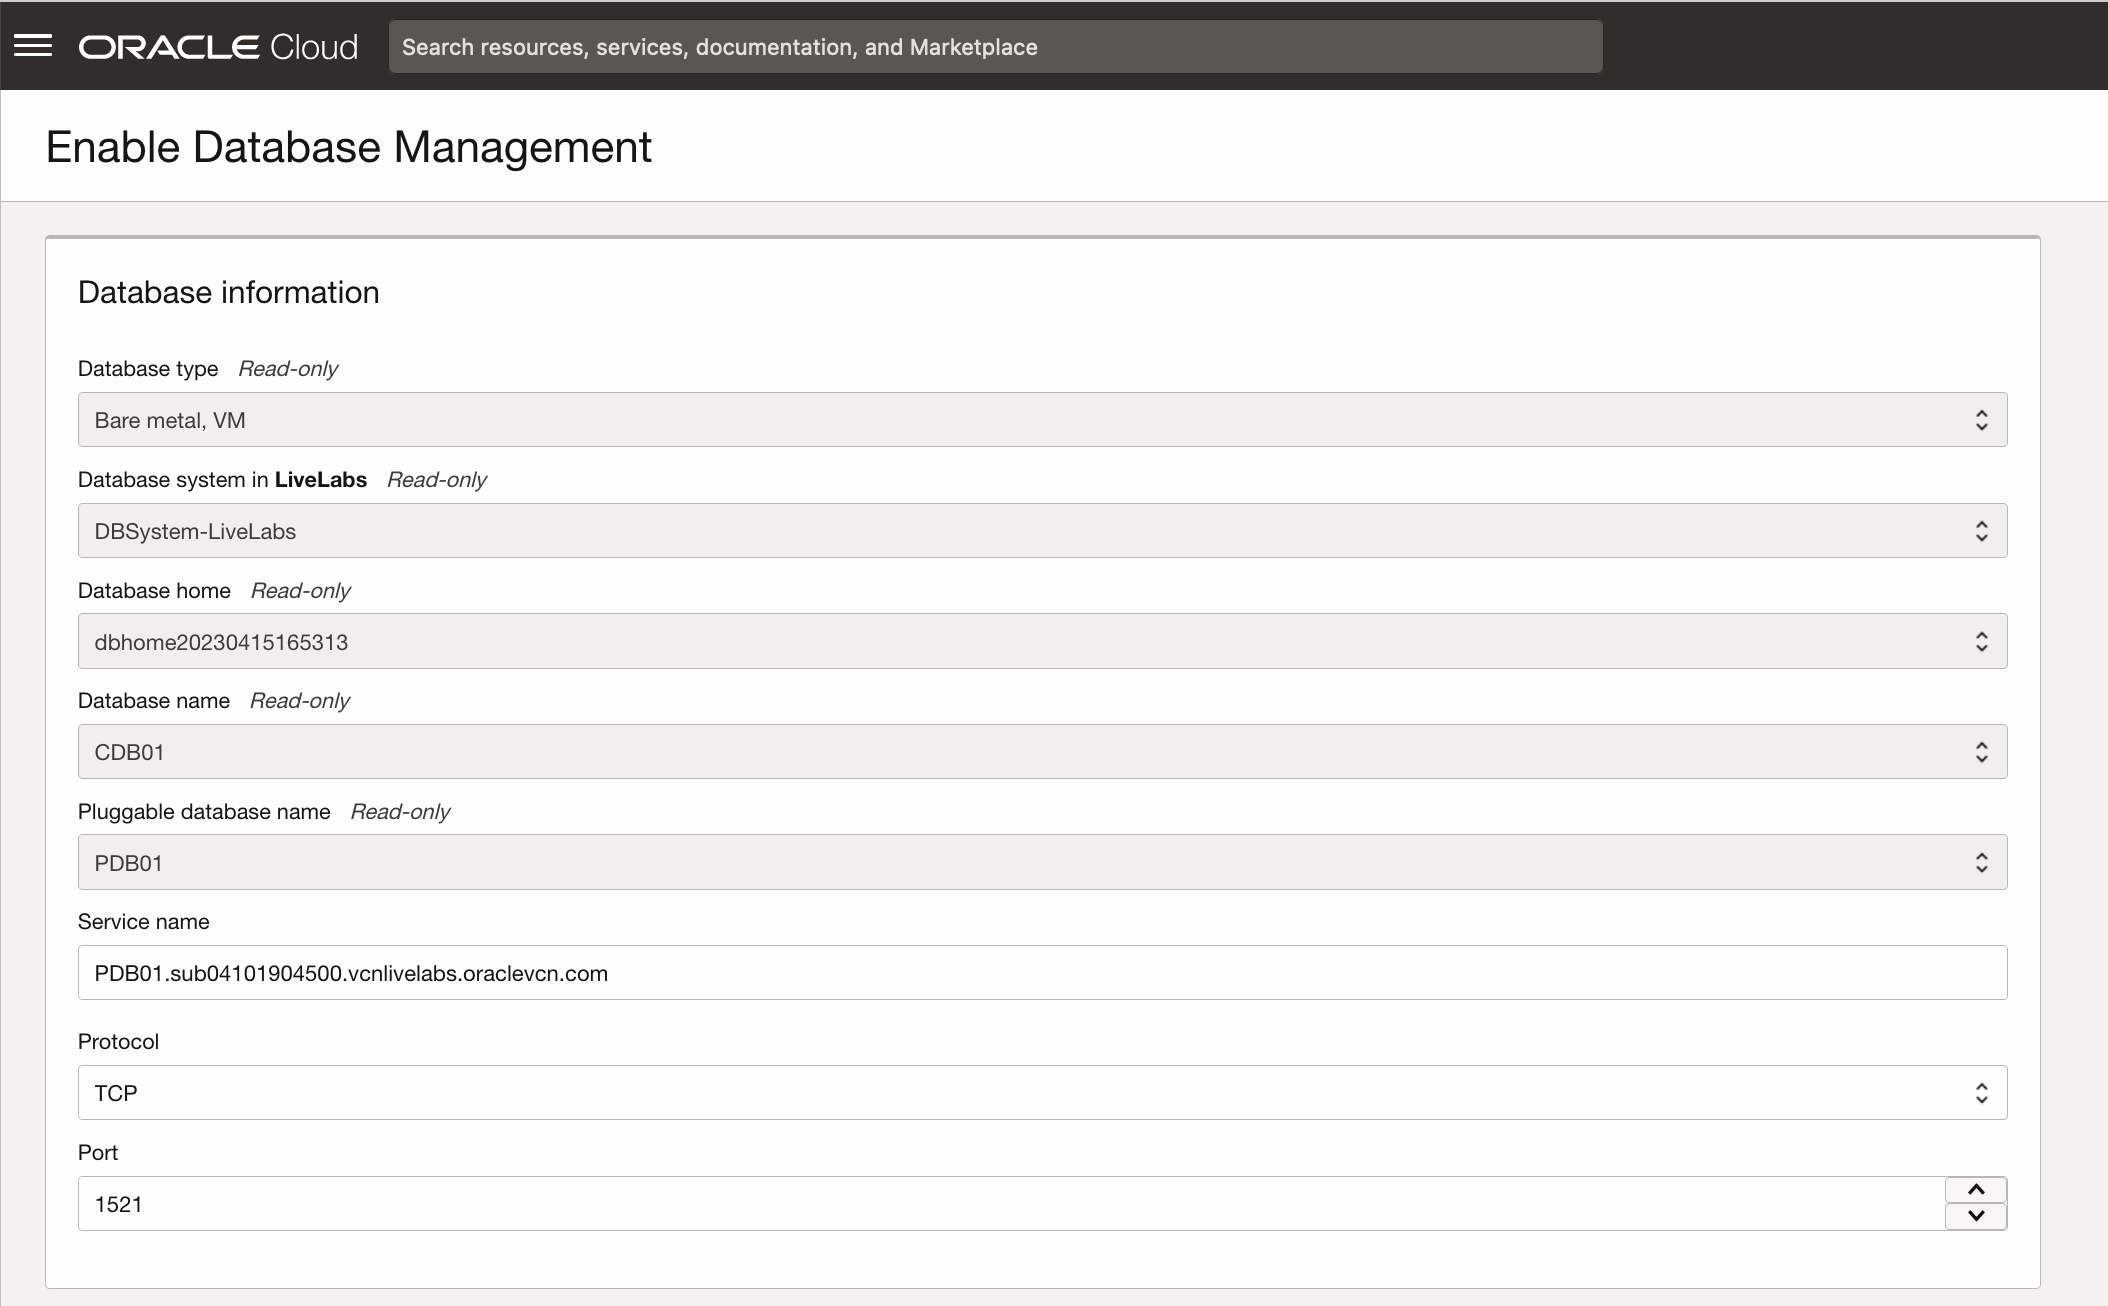 ORACLE Cloud Search resources, services, documentation, and Marketplace
Enable Database Management
Database information
Database type Read-only
Bare metal, VM
Database system in LiveLabs Read-only
DBSystem-LiveLabs
Database home Read-only
dbhome20230415165313
Database name Read-only
CDB01
Pluggable database name Read-only
PDB01
Service name
PDB01.sub04101904500.vcnlivelabs.oraclevcn.com
Protocol
TCP
Port
1521